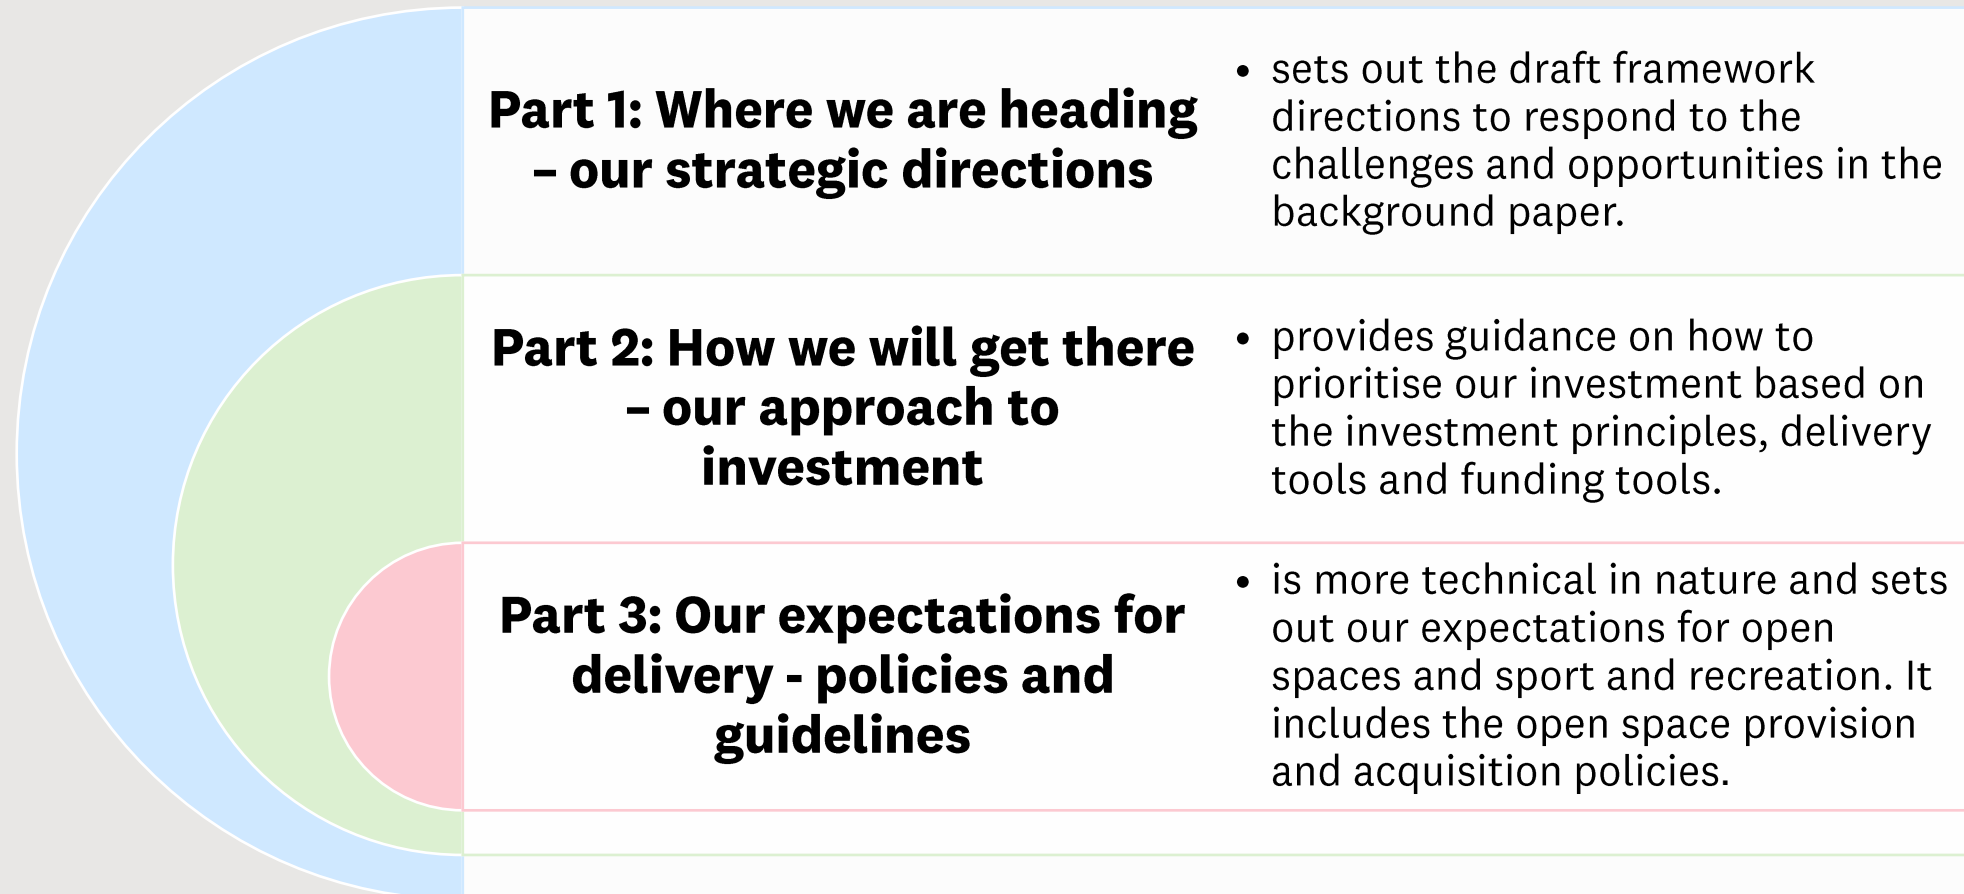 Part 1: Where we are heading
– our strategic directions
• sets out the draft framework
directions to respond to the
challenges and opportunities in the
background paper.
Part 2: How we will get there
– our approach to
investment
• provides guidance on how to
prioritise our investment based on
the investment principles, delivery
tools and funding tools.
Part 3: Our expectations for
delivery - policies and
guidelines
• is more technical in nature and sets
out our expectations for open
spaces and sport and recreation. It
includes the open space provision
and acquisition policies.